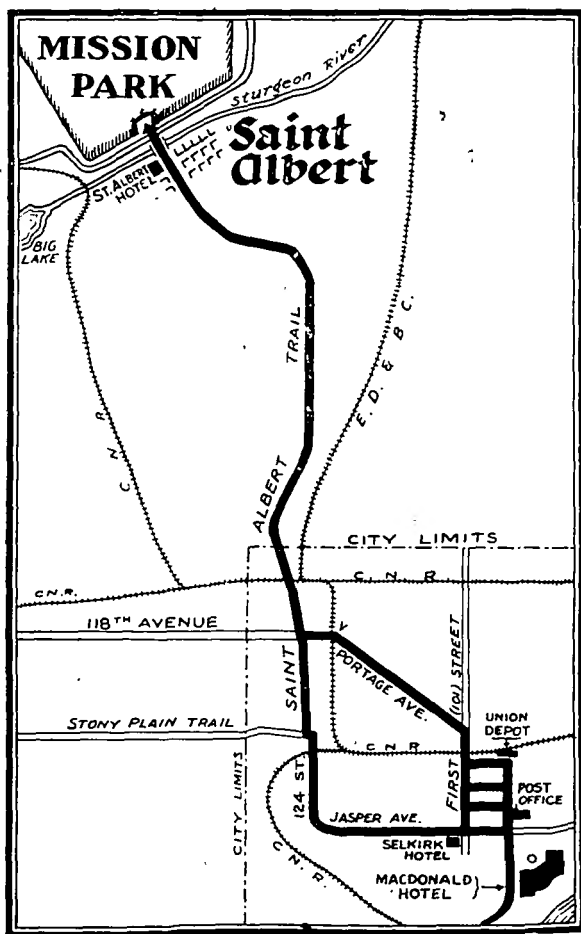 MISSION
PARK
Sturgeon River
Saint
Albert
ST. ALBERT
HOTEL
BIG
LAKE
TRAIL
E. D. & B C.
C N R
ALBERT
CITY LIMITS
C. N. R
C.N.R.
118TH AVENUE
SAINT
PORTAGE AVE.
(101) STREET
STONY PLAIN TRAIL
C N R
UNION
DEPOT
CITY LIMITS
124 ST.
FIRST
POST
OFFICE
JASPER AVE.
SELKIRK
HOTEL
C. N. R.
MACDONALD
HOTEL